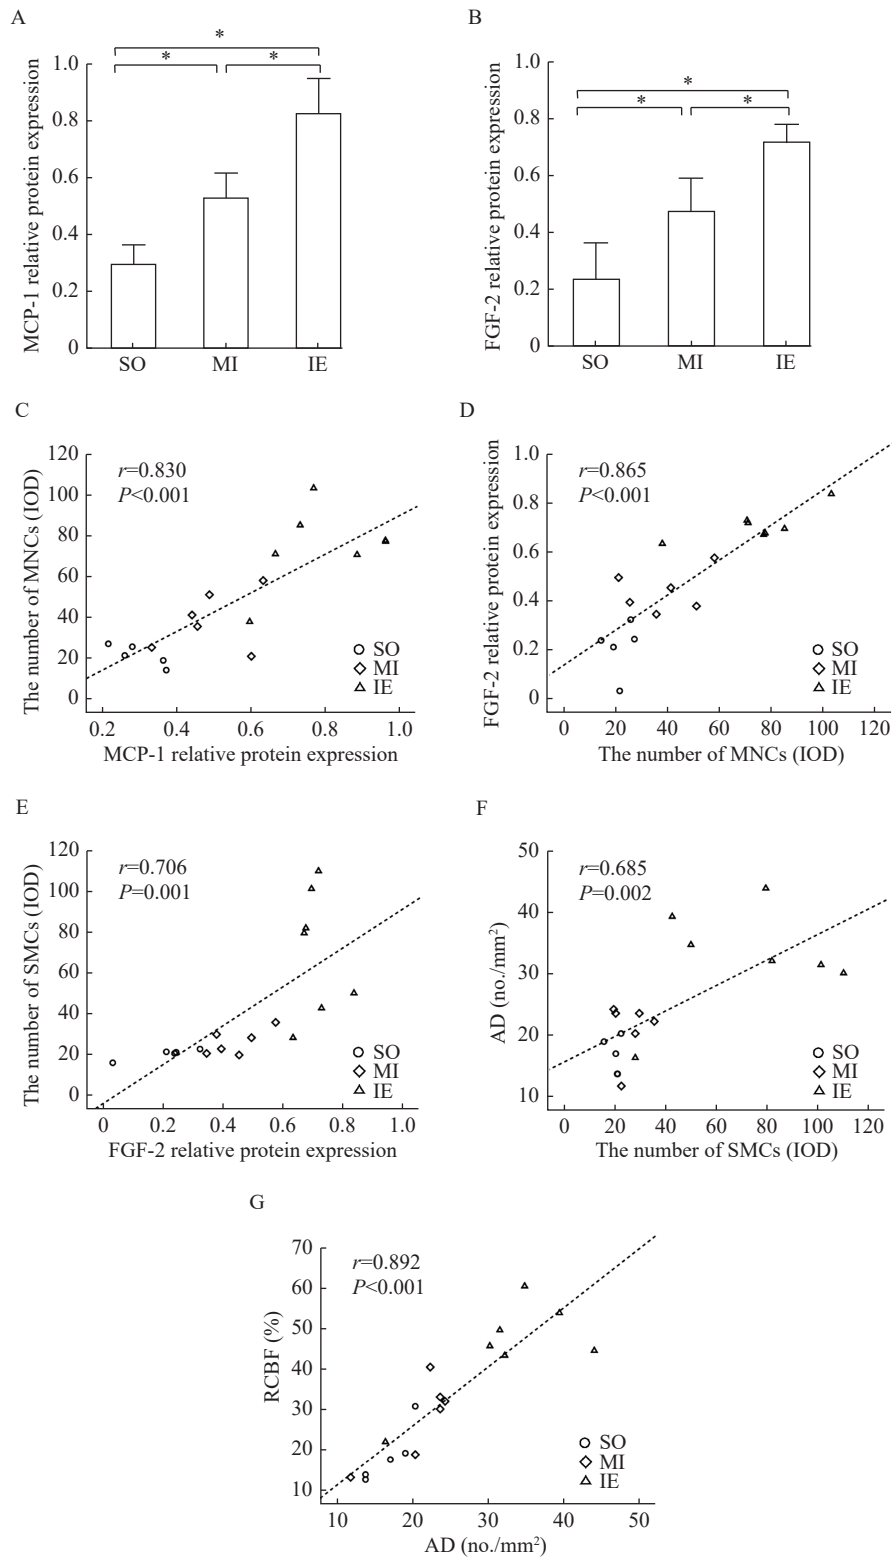 A
MCP-1 relative protein expression
1.0
0.8
0.6
0.4
0.2
0
*
*
*
SO MI IE
B
FGF-2 relative protein expression
1.0
0.8
0.6
0.4
0.2
0
*
*
*
SO MI IE
C
The number of MNCs (IOD)
120
100
80
60
40
20
0
r=0.830
P<0.001
SO
MI
IE
0.2 0.4 0.6 0.8 1.0
MCP-1 relative protein expression
D
FGF-2 relative protein expression
1.0
0.8
0.6
0.4
0.2
0
r=0.865
P<0.001
SO
MI
IE
0 20 40 60 80 100 120
The number of MNCs (IOD)
E
The number of SMCs (IOD)
120
100
80
60
40
20
0
r=0.706
P=0.001
SO
MI
IE
0 0.2 0.4 0.6 0.8 1.0
FGF-2 relative protein expression
F
AD (no./mm²)
50
40
30
20
10
r=0.685
P=0.002
SO
MI
IE
0 20 40 60 80 100 120
The number of SMCs (IOD)
G
RCBF (%)
70
60
50
40
30
20
10
r=0.892
P<0.001
SO
MI
IE
10 20 30 40 50
AD (no./mm²)